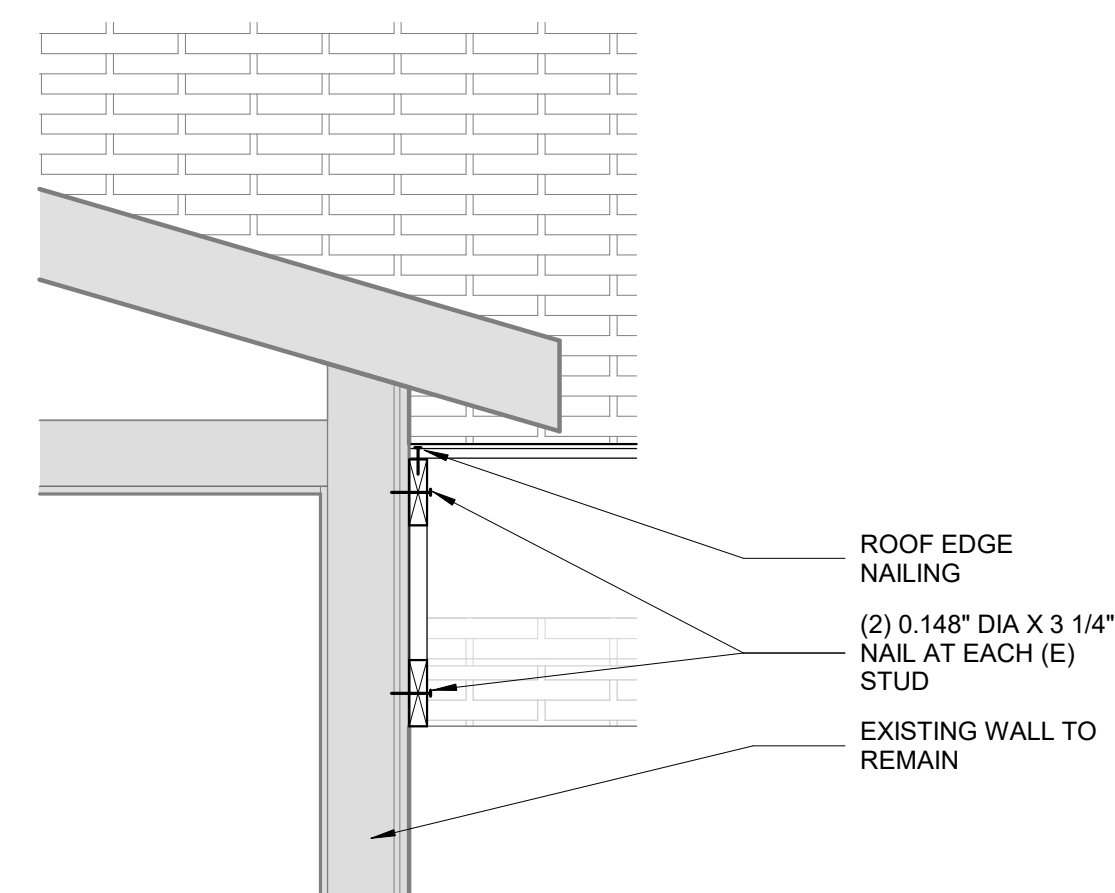 ROOF EDGE
NAILING
(2) 0.148" DIA X 3 1/4"
NAIL AT EACH (E)
STUD
EXISTING WALL TO
REMAIN